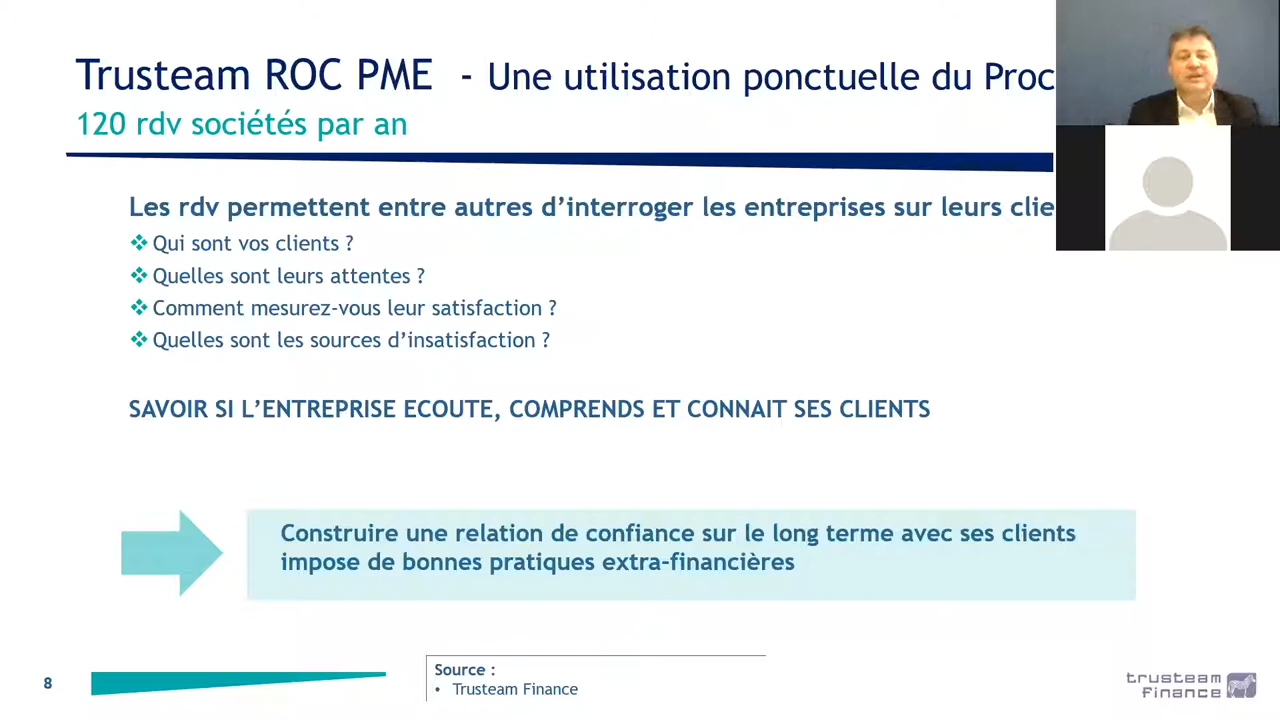 Trusteam ROC PME - Une utilisation ponctuelle du Proc
120 rdv sociétés par an
Les rdv permettent entre autres d’interroger les entreprises sur leurs clie
Qui sont vos clients ?
Quelles sont leurs attentes ?
Comment mesurez-vous leur satisfaction ?
Quelles sont les sources d’insatisfaction ?
SAVOIR SI L’ENTREPRISE ECOUTE, COMPRENDS ET CONNAIT SES CLIENTS
Construire une relation de confiance sur le long terme avec ses clients
impose de bonnes pratiques extra-financières
8
Source :
• Trusteam Finance
trusteam
finance